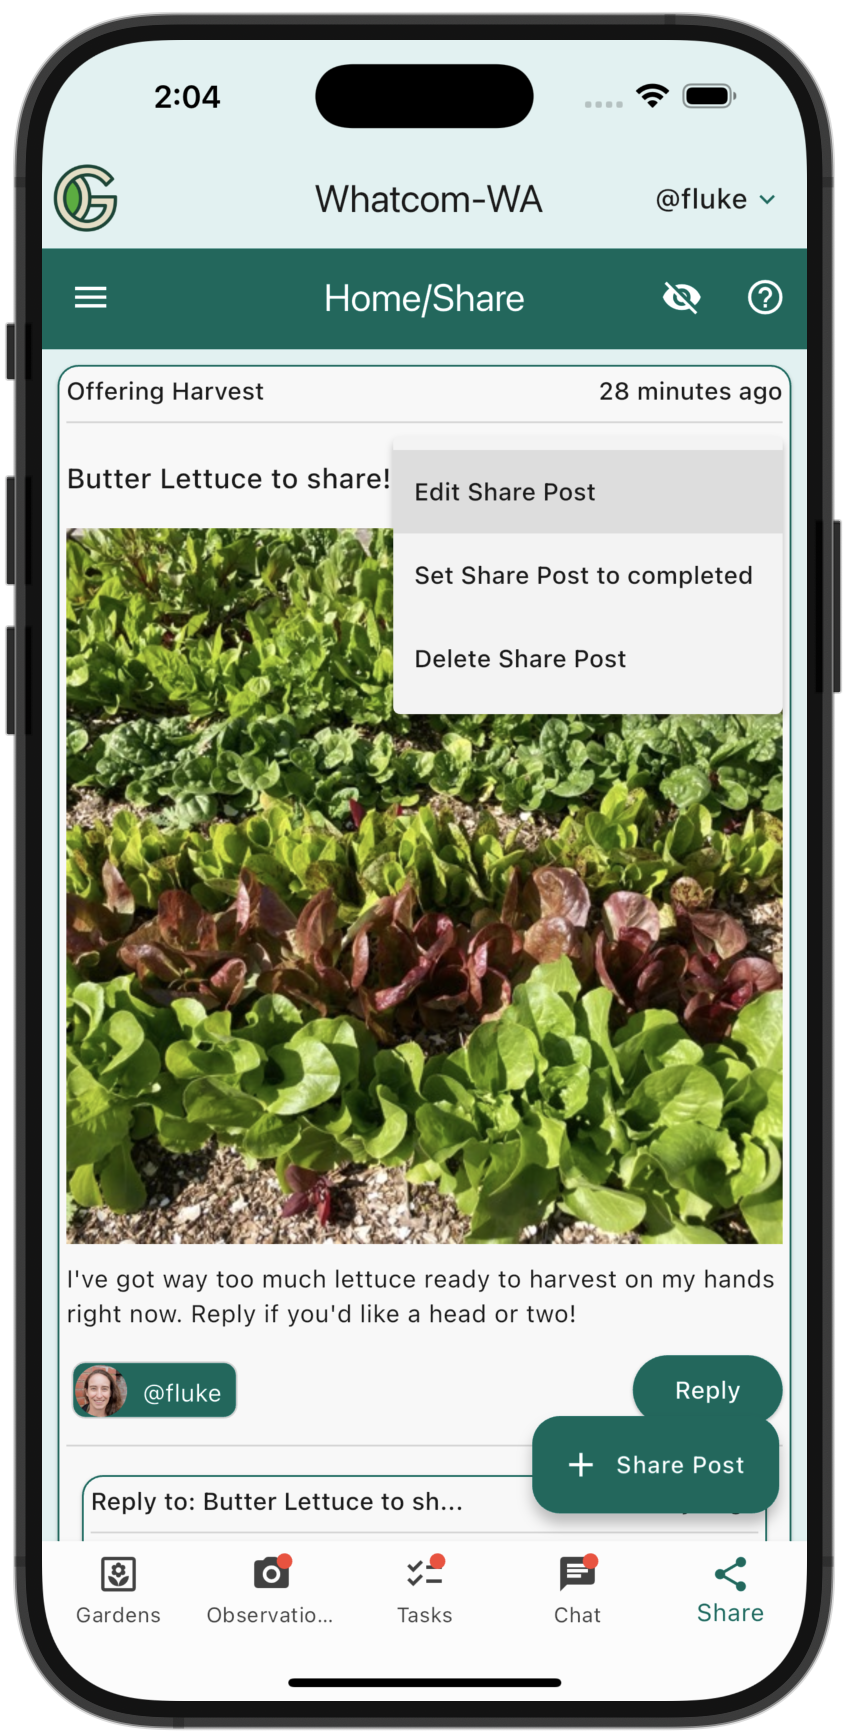 2:04
Whatcom-WA
@fluke
Home/Share
Offering Harvest
28 minutes ago
Butter Lettuce to share!
Edit Share Post
Set Share Post to completed
Delete Share Post
I've got way too much lettuce ready to harvest on my hands
right now. Reply if you'd like a head or two!
@fluke
Reply
+ Share Post
Reply to: Butter Lettuce to sh...
Gardens
Observatio...
Tasks
Chat
Share